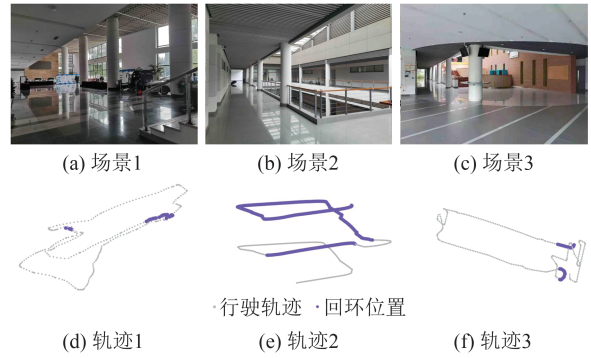 (a) 场景1
(b) 场景2
(c) 场景3
行驶轨迹 回环位置
(d) 轨迹1
(e) 轨迹2
(f) 轨迹3